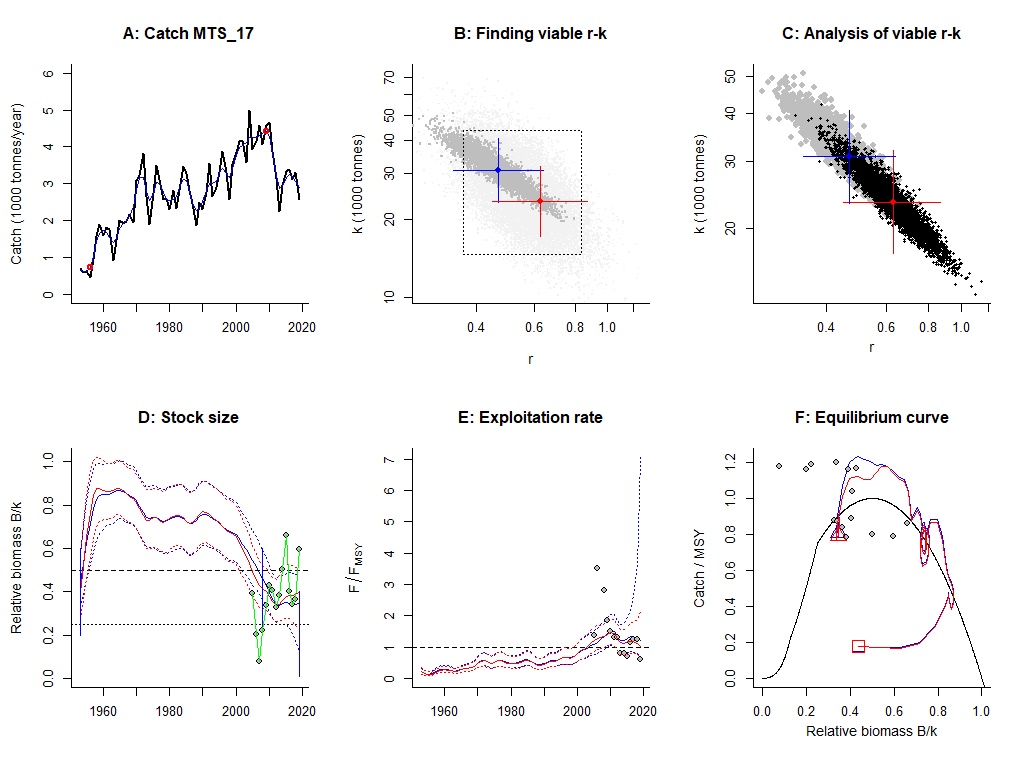 A: Catch MTS_17
B: Finding viable r-k
C: Analysis of viable r-k
Catch (1000 tonnes/year)
0 1 2 3 4 5 6
1960 1980 2000 2020
k (1000 tonnes)
10 20 30 40 50 70
0.4 0.6 0.8 1.0
r
k (1000 tonnes)
20 30 40 50
0.4 0.6 0.8 1.0
r
D: Stock size
E: Exploitation rate
F: Equilibrium curve
Relative biomass B/k
0.0 0.2 0.4 0.6 0.8 1.0
1960 1980 2000 2020
F / FMSY
0 1 2 3 4 5 6 7
1960 1980 2000 2020
Catch / MSY
0.0 0.2 0.4 0.6 0.8 1.0 1.2
0.0 0.2 0.4 0.6 0.8 1.0
Relative biomass B/k